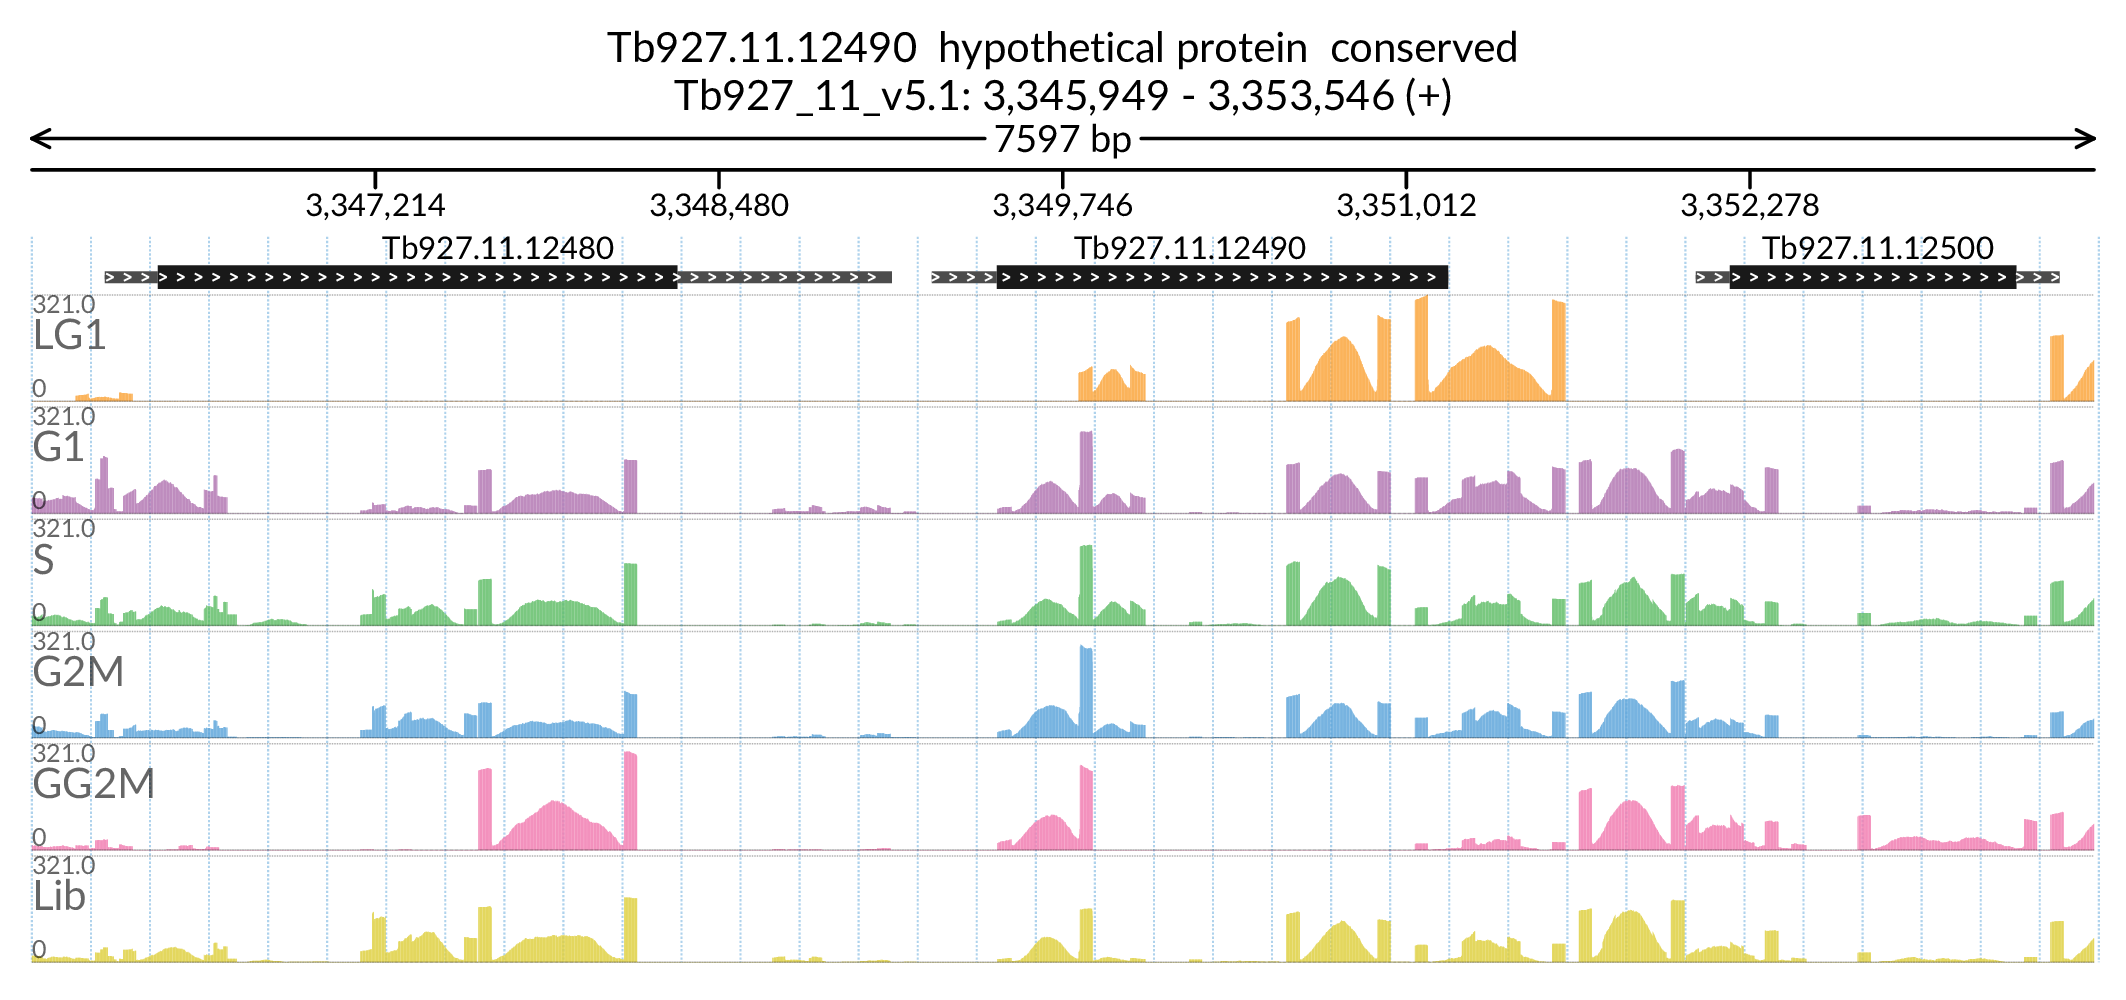 Tb927.11.12490 hypothetical protein conserved
Tb927_11_v5.1: 3,345,949 - 3,353,546 (+)
7597 bp
3,347,214 3,348,480 3,349,746 3,351,012 3,352,278
Tb927.11.12480 Tb927.11.12490 Tb927.11.12500
321.0
LG1
0
321.0
G1
0
321.0
S
0
321.0
G2M
0
321.0
GG2M
0
321.0
Lib
0